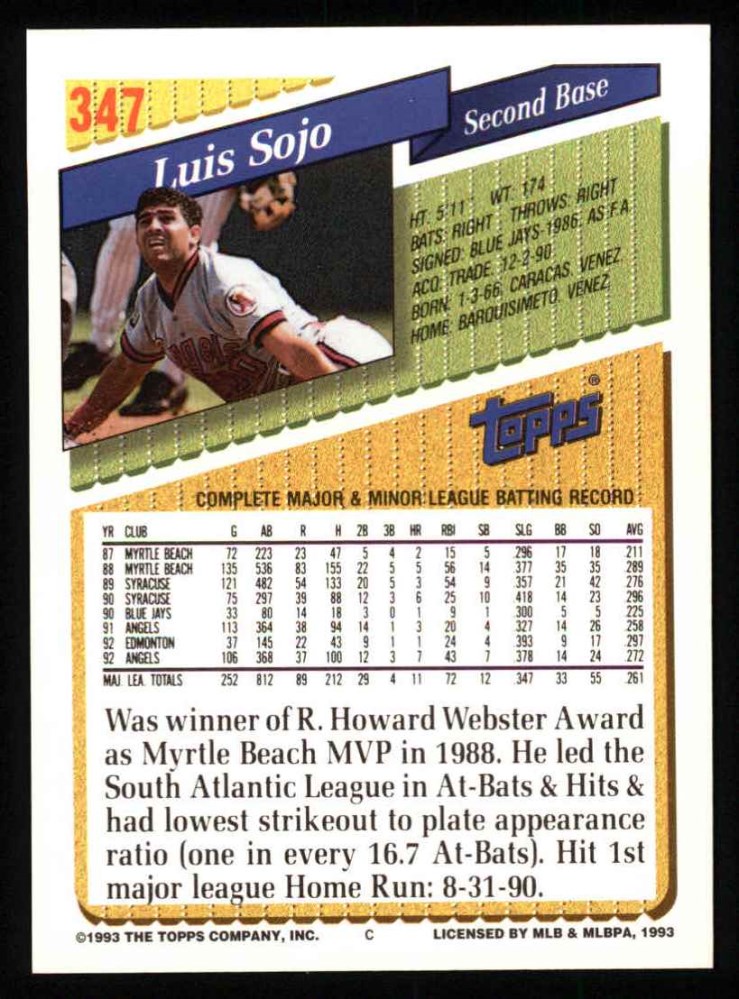 347
Luis Sojo
Second Base
HT: 5'11 WT: 174
BATS: RIGHT THROWS: RIGHT
SIGNED: BLUE JAYS-1986, AS F.A.
ACQ: TRADE, 12-2-90
BORN: 1-3-66, CARACAS, VENEZ.
HOME: BARQUISIMETO, VENEZ.
Angels
TOPPS®
COMPLETE MAJOR & MINOR LEAGUE BATTING RECORD
YR CLUB G AB R H 2B 3B HR RBI SB SLG BB SO AVG
87 MYRTLE BEACH 72 223 23 47 5 4 2 15 5 .296 17 18 .211
88 MYRTLE BEACH 135 536 83 155 22 5 5 56 14 .377 35 35 .289
89 SYRACUSE 121 482 54 133 20 5 3 54 9 .357 21 42 .276
90 SYRACUSE 75 297 39 88 12 3 6 25 10 .418 14 23 .296
90 BLUE JAYS 33 80 14 18 3 0 1 9 1 .300 5 5 .225
91 ANGELS 113 364 38 94 14 1 3 20 4 .327 14 26 .258
92 EDMONTON 37 145 22 43 9 1 1 24 4 .393 9 17 .297
92 ANGELS 106 368 37 100 12 3 7 43 7 .378 14 24 .272
MAJ. LEA. TOTALS 252 812 89 212 29 4 11 72 12 .347 33 55 .261
Was winner of R. Howard Webster Award
as Myrtle Beach MVP in 1988. He led the
South Atlantic League in At-Bats & Hits &
had lowest strikeout to plate appearance
ratio (one in every 16.7 At-Bats). Hit 1st
major league Home Run: 8-31-90.
©1993 THE TOPPS COMPANY, INC. C LICENSED BY MLB & MLBPA, 1993